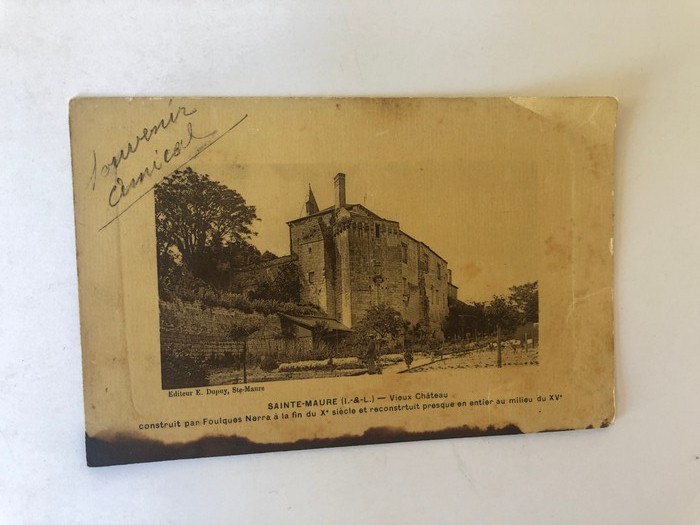 souvenir
amical
Editeur E. Dupuy, Ste-Maure
SAINTE-MAURE (I.-&-L.) — Vieux Château
construit par Foulques Nerra à la fin du Xᵉ siècle et reconstrtuit presque en entier au milieu du XVᵉ